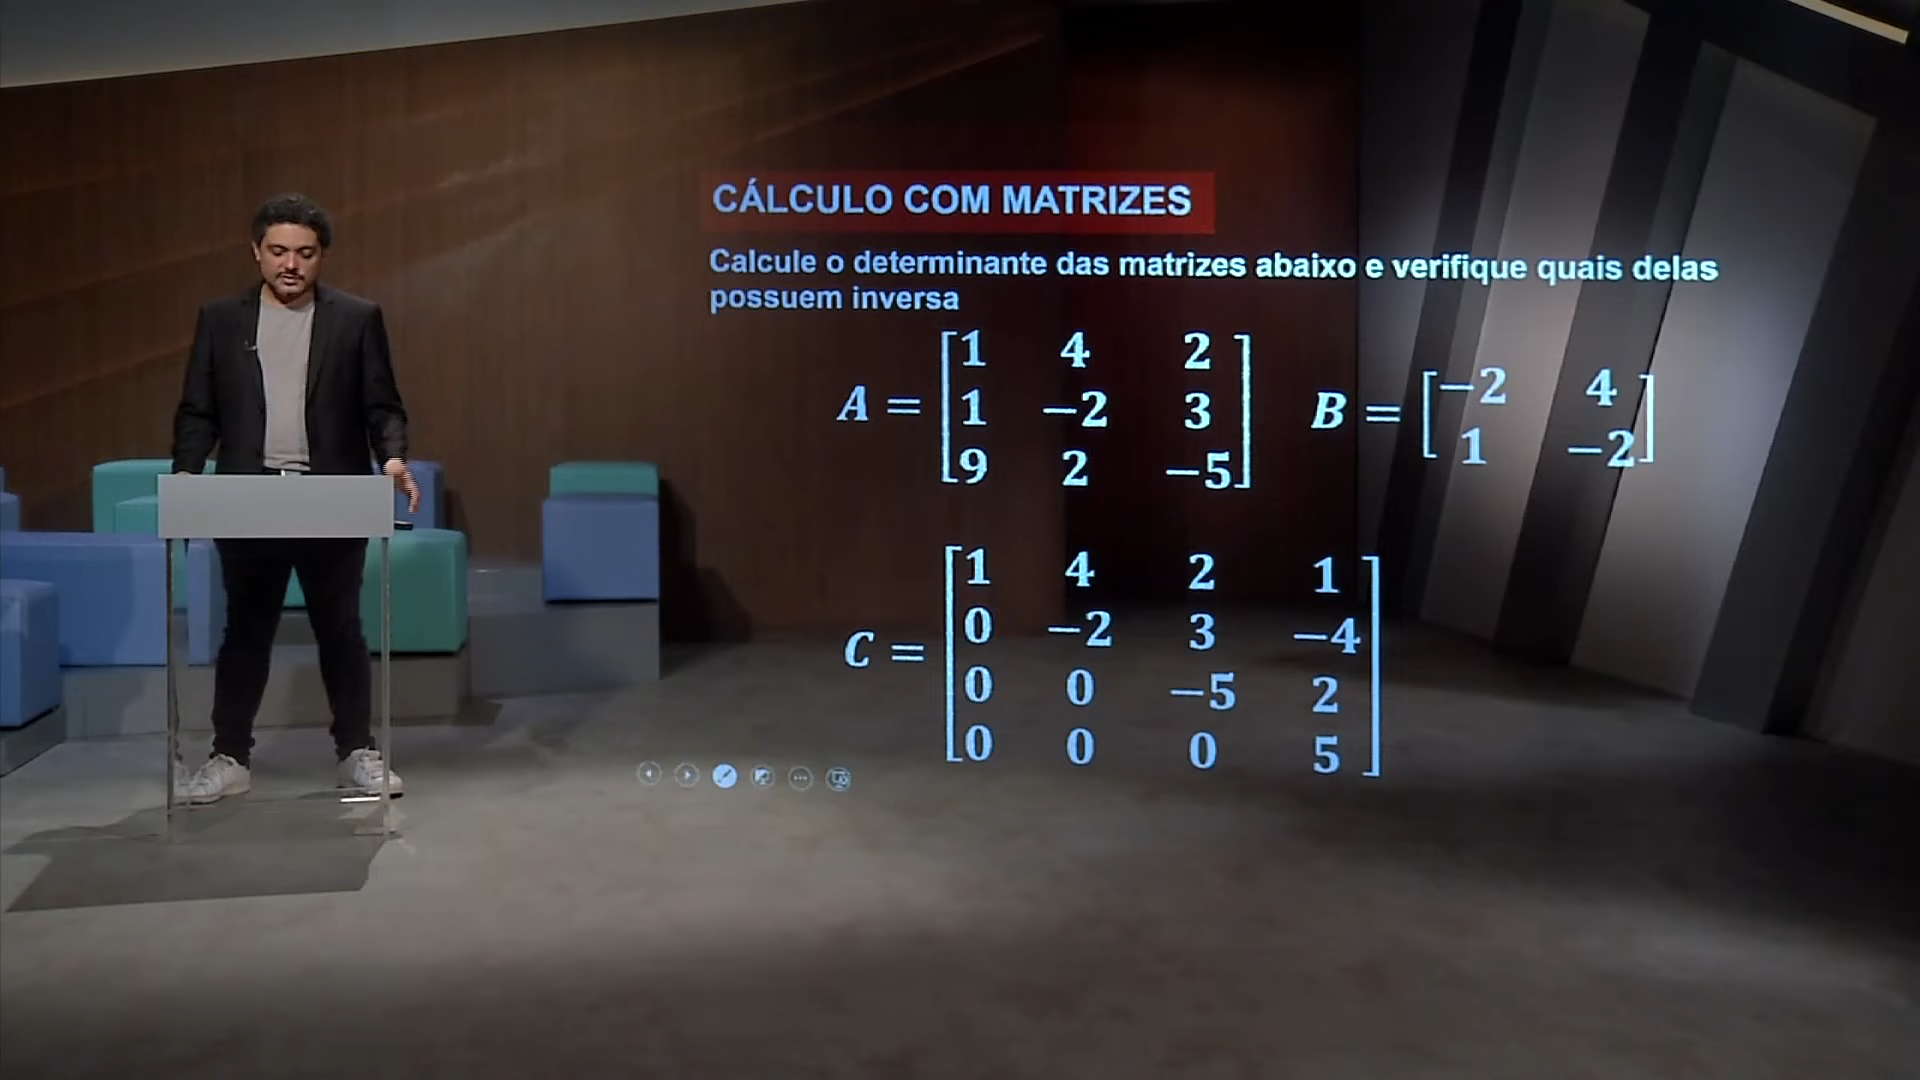 CÁLCULO COM MATRIZES
Calcule o determinante das matrizes abaixo e verifique quais delas
possuem inversa
A = [1 4 2
1 −2 3
9 2 −5]
B = [−2 4
1 −2]
C = [1 4 2 1
0 −2 3 −4
0 0 −5 2
0 0 0 5]